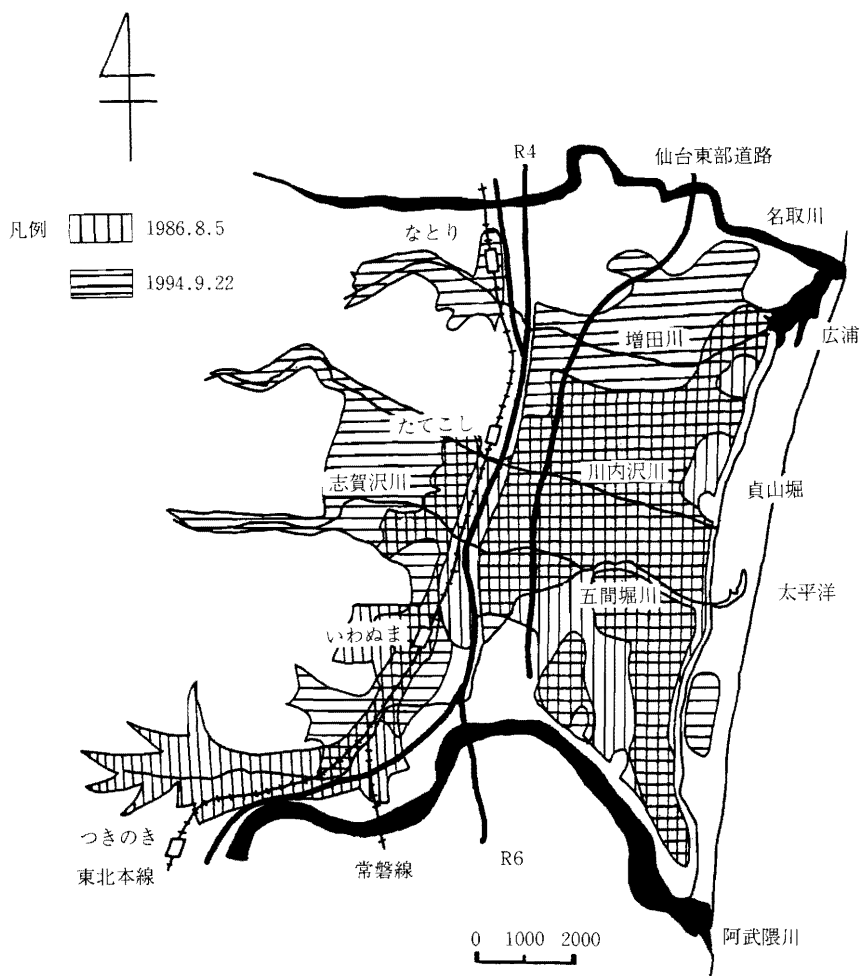 R4
仙台東部道路
名取川
なとり
凡例
1986.8.5
1994.9.22
広浦
増田川
たてこし
志賀沢川
川内沢川
貞山堀
五間堀川
太平洋
いわぬま
つきのき
東北本線
常磐線
R6
阿武隈川
0 1000 2000